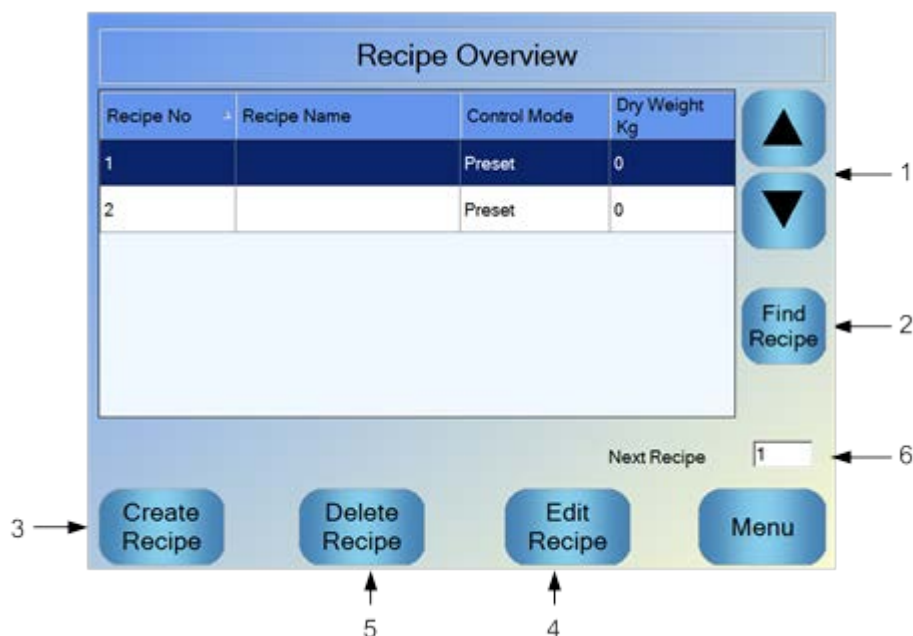 Recipe Overview
Recipe No Recipe Name Control Mode Dry Weight
Kg
1 Preset 0
2 Preset 0
1
Find
Recipe
2
Next Recipe 1
6
Create
Recipe
3
Delete
Recipe
Edit
Recipe
Menu
5
4